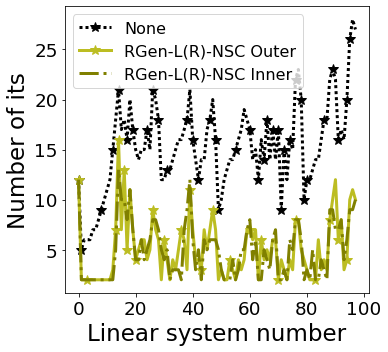 None
RGen-L(R)-NSC Outer
RGen-L(R)-NSC Inner
Number of its
25
20
15
10
5
0 20 40 60 80 100
Linear system number